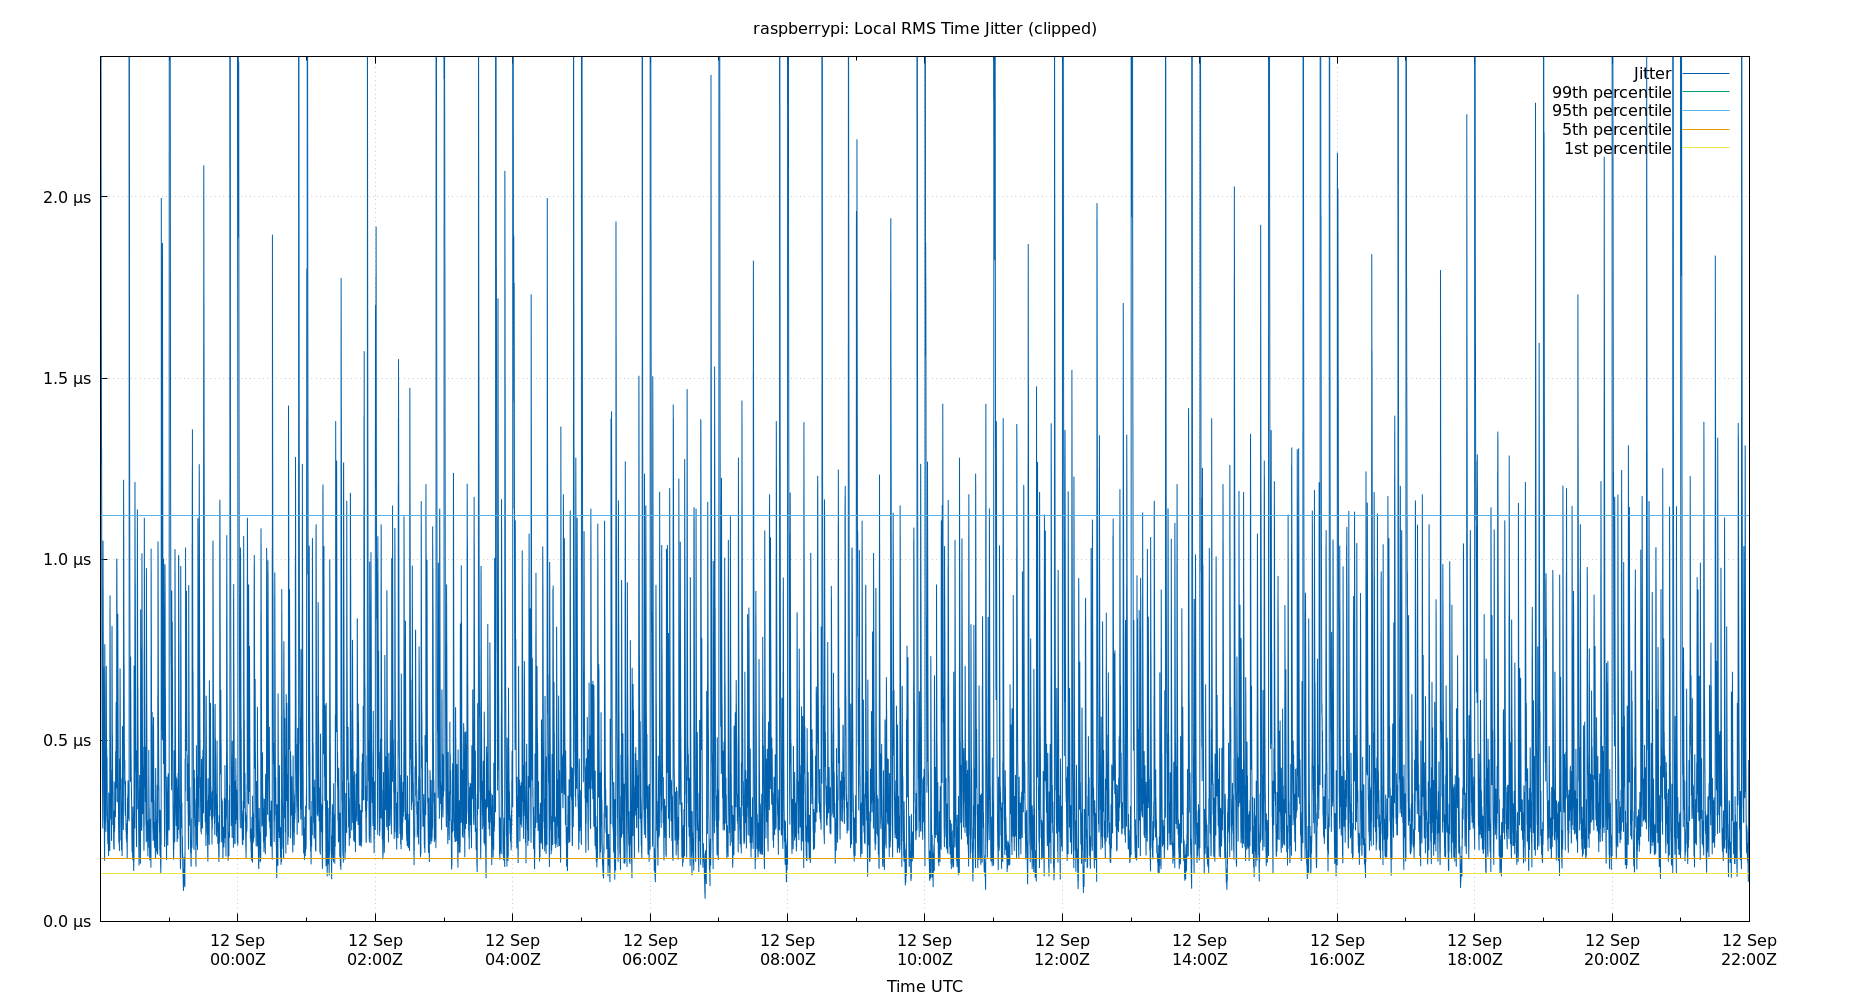 raspberrypi: Local RMS Time Jitter (clipped)
Jitter
99th percentile
95th percentile
5th percentile
1st percentile
2.0 μs
1.5 μs
1.0 μs
0.5 μs
0.0 μs
12 Sep 12 Sep 12 Sep 12 Sep 12 Sep 12 Sep 12 Sep 12 Sep 12 Sep 12 Sep 12 Sep 12 Sep
00:00Z 02:00Z 04:00Z 06:00Z 08:00Z 10:00Z 12:00Z 14:00Z 16:00Z 18:00Z 20:00Z 22:00Z
Time UTC